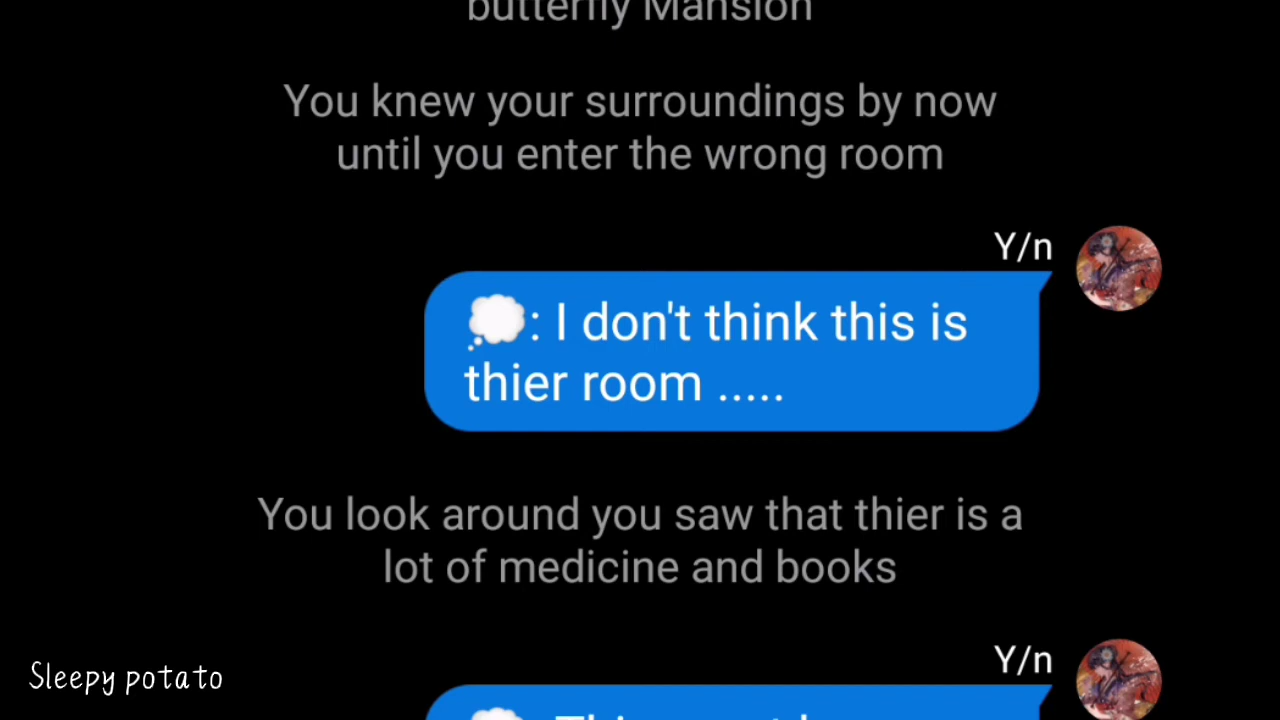 butterfly Mansion
You knew your surroundings by now
until you enter the wrong room
Y/n
💭: I don't think this is
thier room .....
You look around you saw that thier is a
lot of medicine and books
Y/n
Sleepy potato